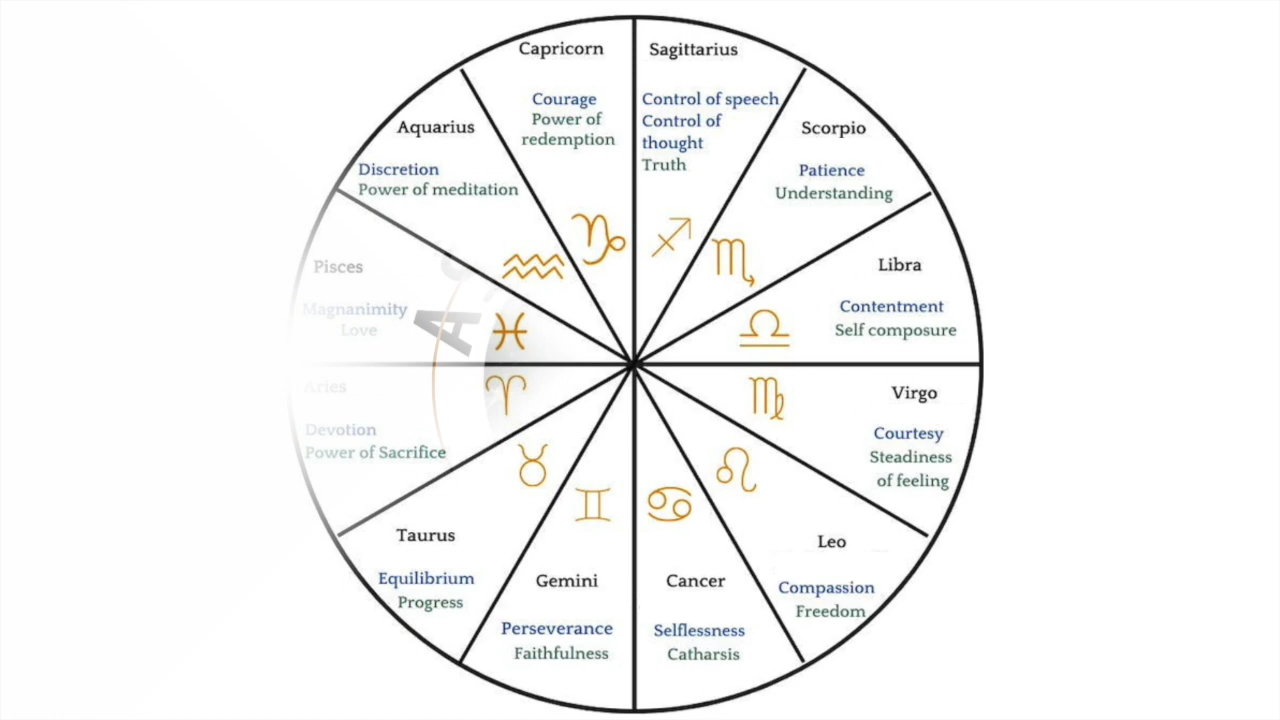 Capricorn
Courage
Power of
redemption
Sagittarius
Control of speech
Control of
thought
Truth
Aquarius
Discretion
Power of meditation
Scorpio
Patience
Understanding
Pisces
Magnanimity
Love
Libra
Contentment
Self composure
Aries
Devotion
Power of Sacrifice
Virgo
Courtesy
Steadiness
of feeling
Taurus
Equilibrium
Progress
Gemini
Perseverance
Faithfulness
Cancer
Selflessness
Catharsis
Leo
Compassion
Freedom